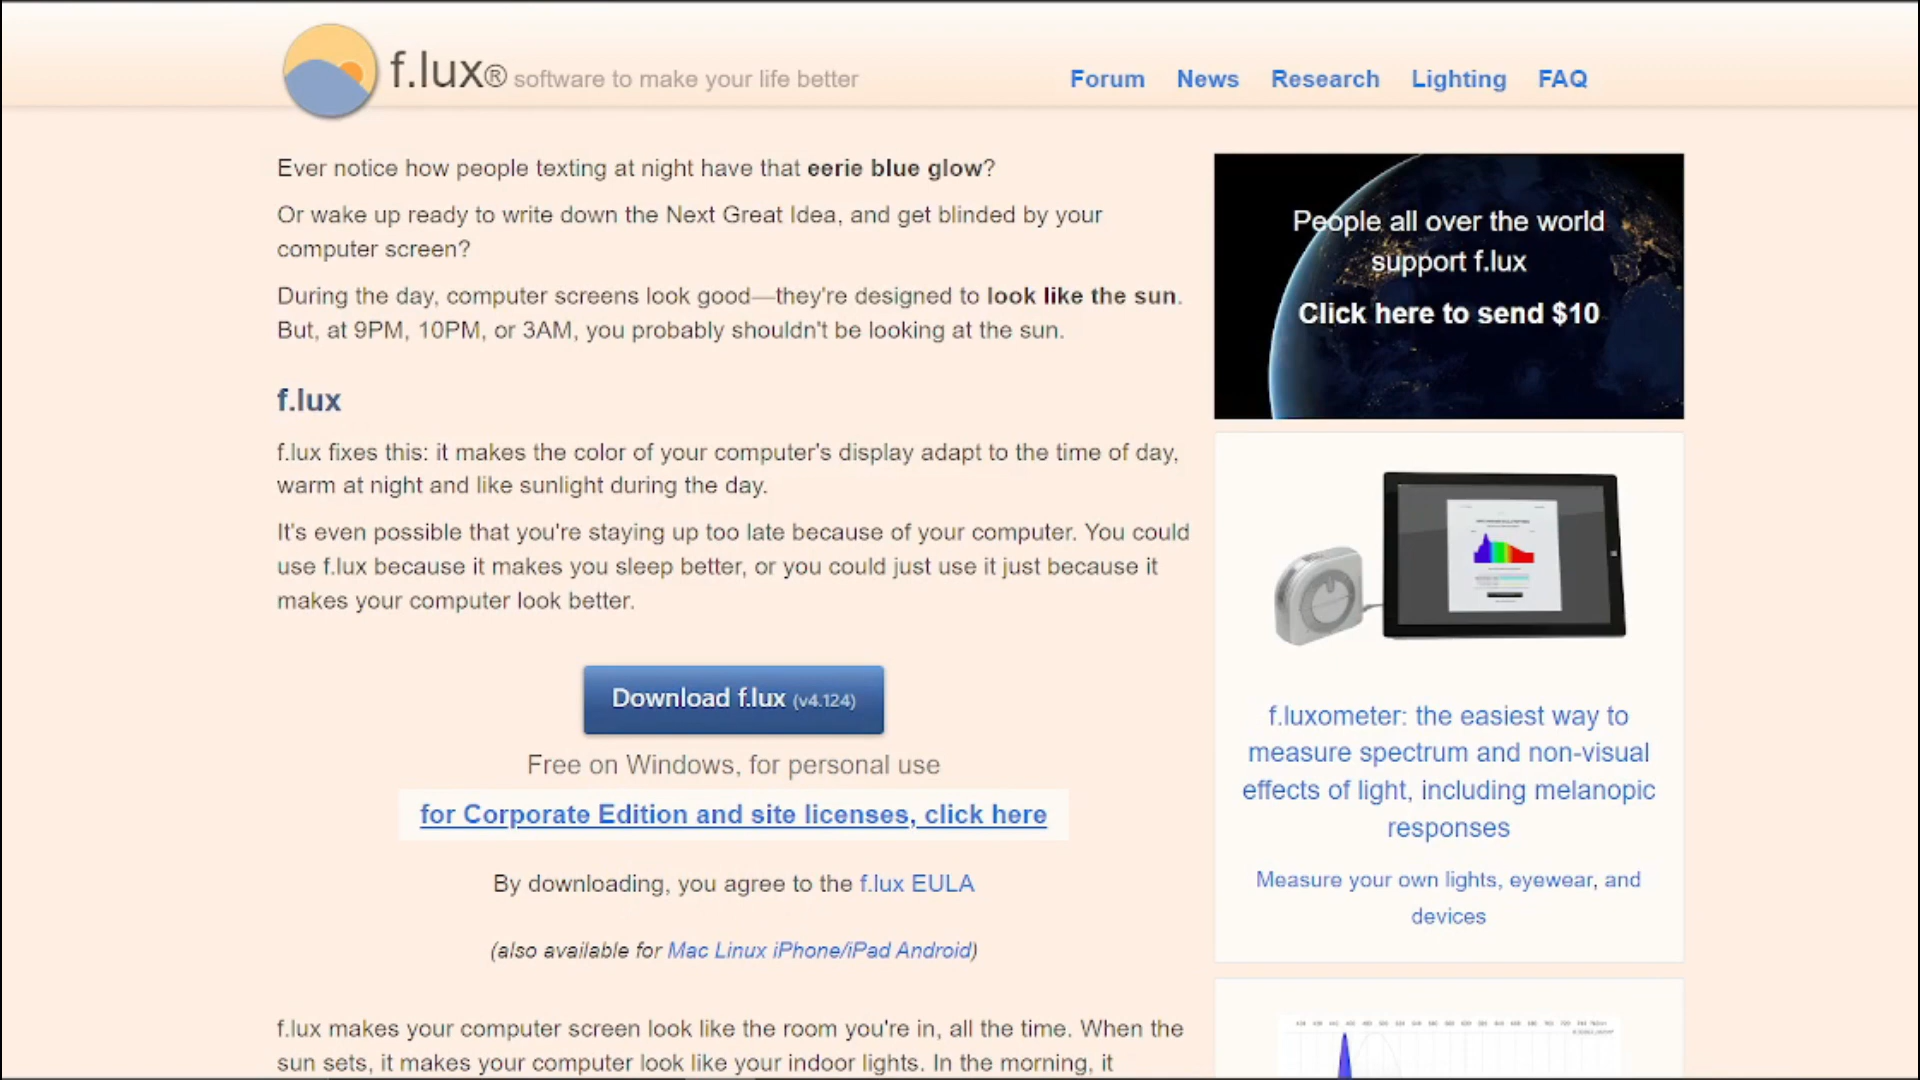 f.lux® software to make your life better
Forum News Research Lighting FAQ
Ever notice how people texting at night have that eerie blue glow?
Or wake up ready to write down the Next Great Idea, and get blinded by your
computer screen?
During the day, computer screens look good—they're designed to look like the sun.
But, at 9PM, 10PM, or 3AM, you probably shouldn't be looking at the sun.
f.lux
f.lux fixes this: it makes the color of your computer's display adapt to the time of day,
warm at night and like sunlight during the day.
It's even possible that you're staying up too late because of your computer. You could
use f.lux because it makes you sleep better, or you could just use it just because it
makes your computer look better.
Download f.lux (v4.124)
Free on Windows, for personal use
for Corporate Edition and site licenses, click here
By downloading, you agree to the f.lux EULA
(also available for Mac Linux iPhone/iPad Android)
f.lux makes your computer screen look like the room you're in, all the time. When the
sun sets, it makes your computer look like your indoor lights. In the morning, it
People all over the world
support f.lux
Click here to send $10
f.luxometer: the easiest way to
measure spectrum and non-visual
effects of light, including melanopic
responses
Measure your own lights, eyewear, and
devices